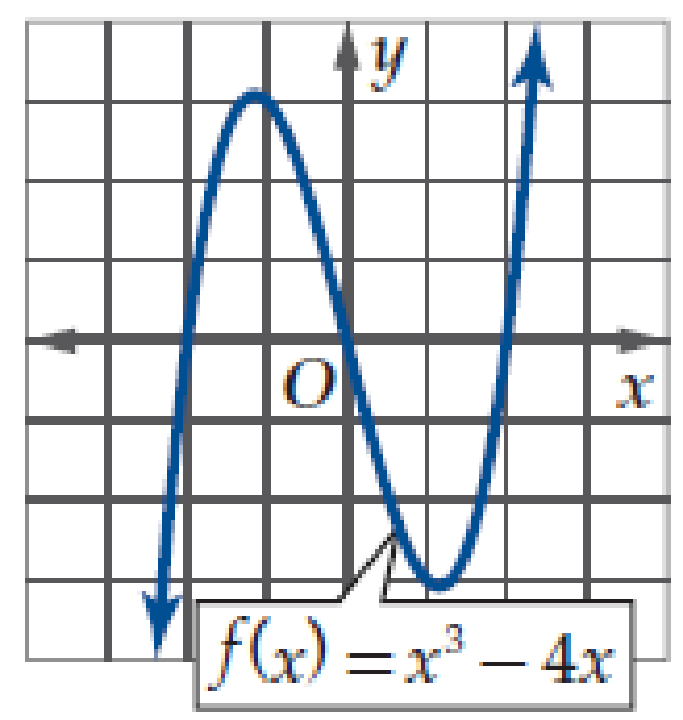 y
O
x
f(x) = x³ − 4x